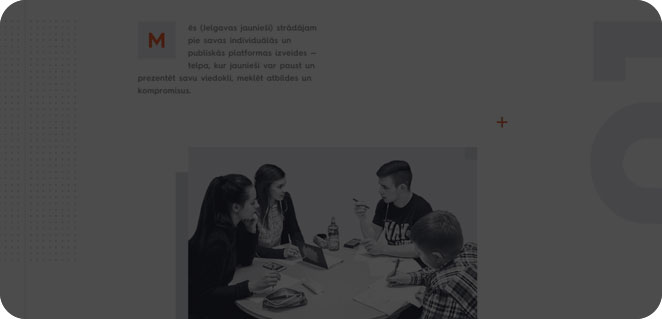 Mēs (Jelgavas jaunieši) strādājam
pie savas individuālās un
publiskās platformas izveides –
telpa, kur jaunieši var paust un
prezentēt savu viedokli, meklēt atbildes un
kompromisus.